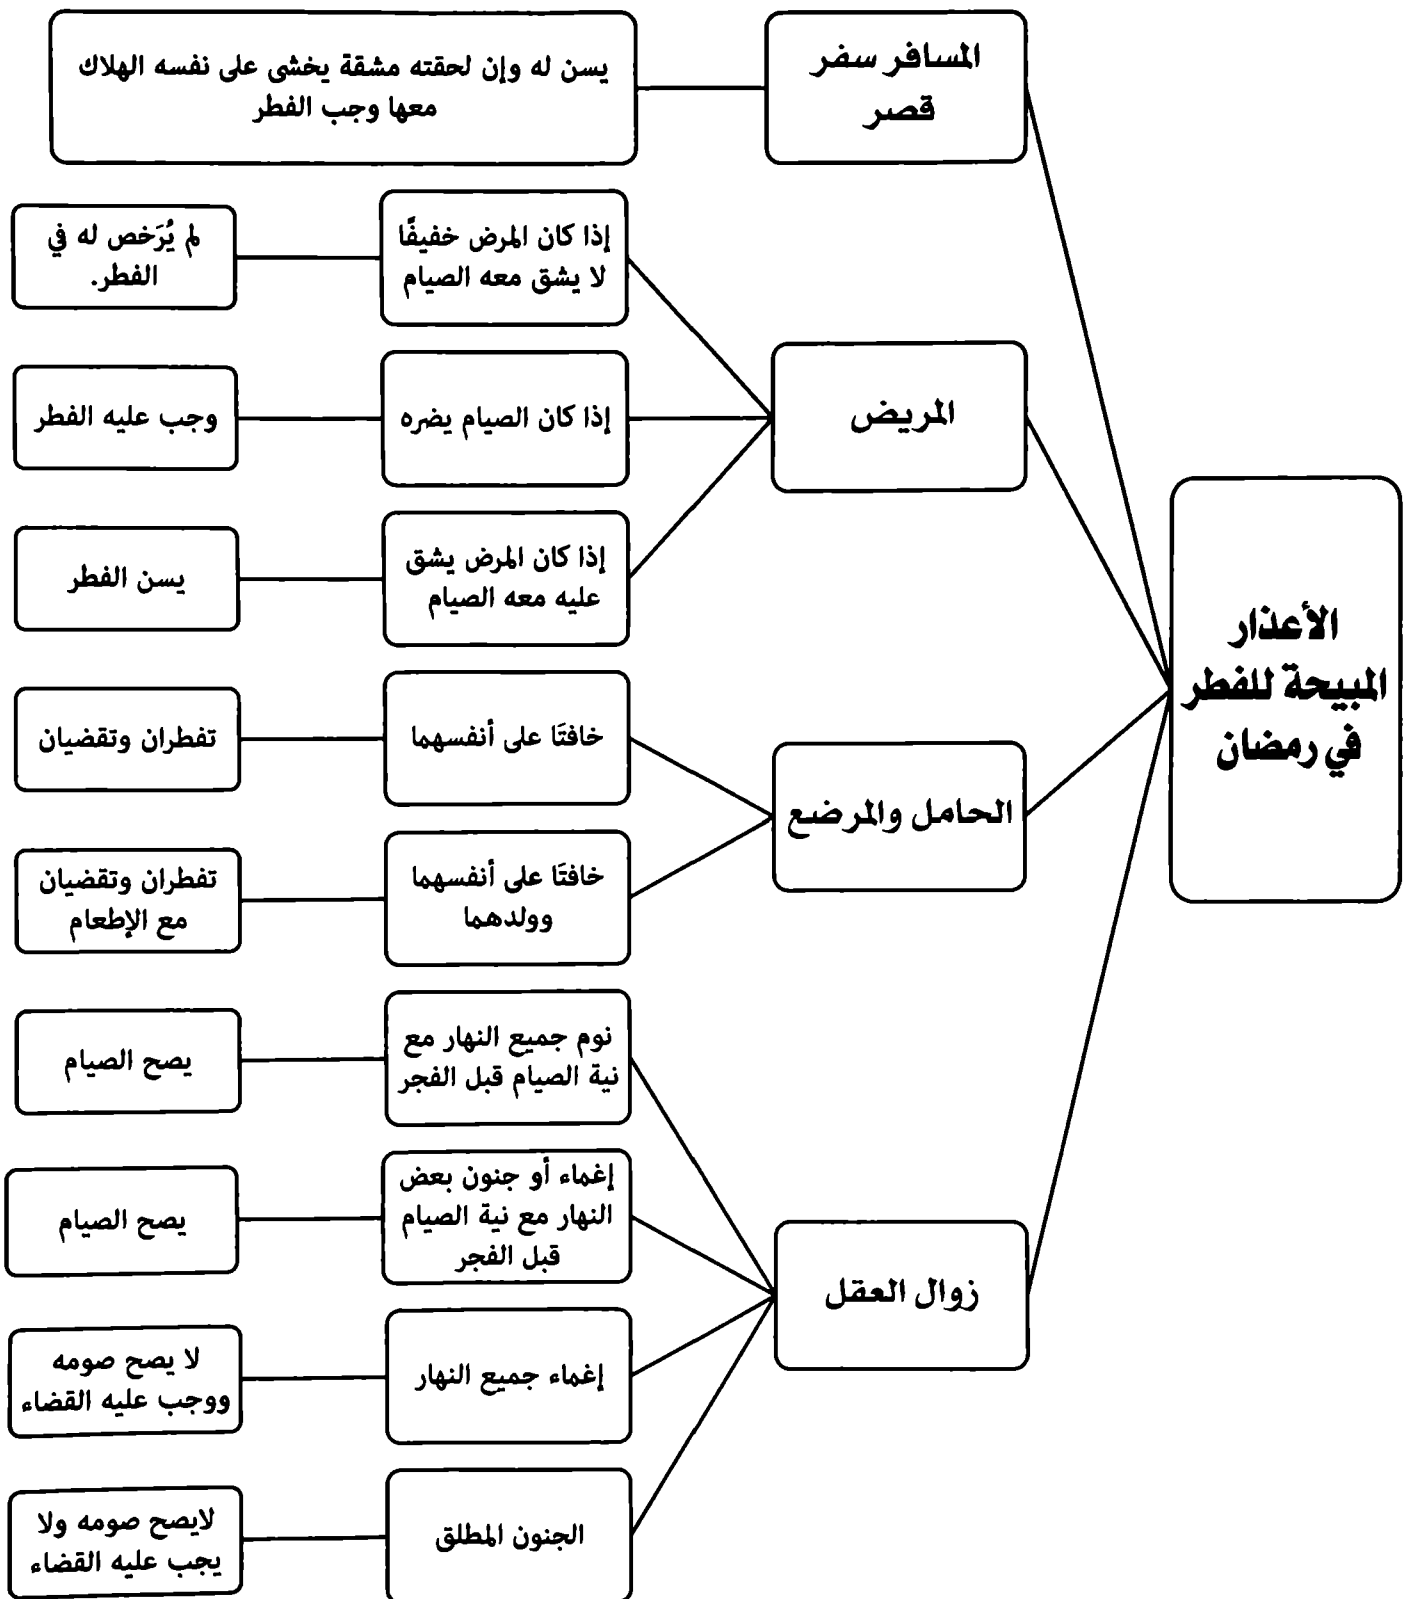 الأعذار
المبيحة للفطر
في رمضان
المسافر سفر
قصر
يسن له وإن لحقته مشقة يخشى على نفسه الهلاك
معها وجب الفطر
المريض
إذا كان المرض خفيفًا
لا يشق معه الصيام
لم يُرَخص له في
الفطر.
إذا كان الصيام يضره
وجب عليه الفطر
إذا كان المرض يشق
عليه معه الصيام
يسن الفطر
الحامل والمرضع
خافتَا على أنفسهما
تفطران وتقضيان
خافتَا على أنفسهما
وولدهما
تفطران وتقضيان
مع الإطعام
زوال العقل
نوم جميع النهار مع
نية الصيام قبل الفجر
يصح الصيام
إغماء أو جنون بعض
النهار مع نية الصيام
قبل الفجر
يصح الصيام
إغماء جميع النهار
لا يصح صومه
ووجب عليه القضاء
الجنون المطلق
لايصح صومه ولا
يجب عليه القضاء